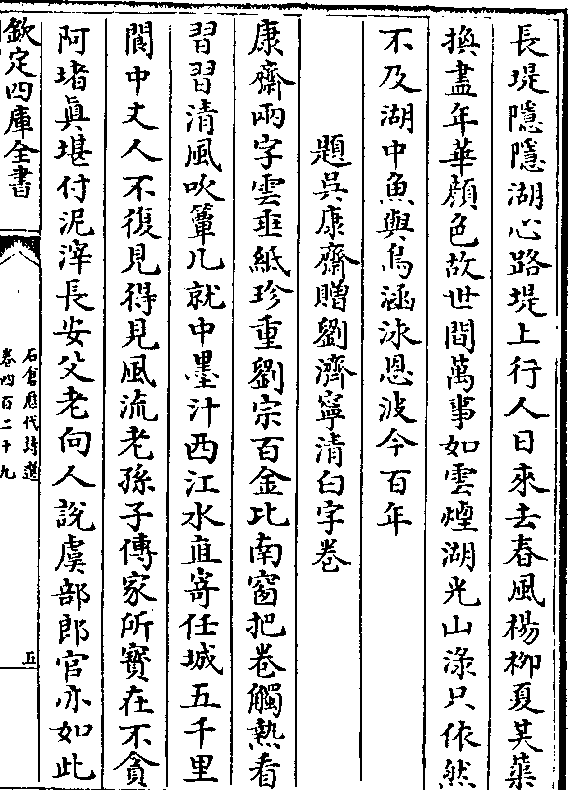 長堤隱隱湖心路堤上行人日來去春風楊柳夏芙蕖
換盡年華顔色故世間萬事如雲煙湖光山淥只依然
不及湖中魚與鳥涵泳恩波今百年
題吳康齋贈劉濟寧清白字卷
康齋兩字雲班紙珍重劉宗百金比南窗把卷觸熱看
習習清風吹簟几就中墨汁西江水直寄任城五千里
閬中丈人不復見得見風流老孫子傳家所寳在不貪
阿堵眞堪付泥滓長安父老向人說虞部郎官亦如此
欽定四庫全書
石倉歷代詩選
卷四百二十九
五